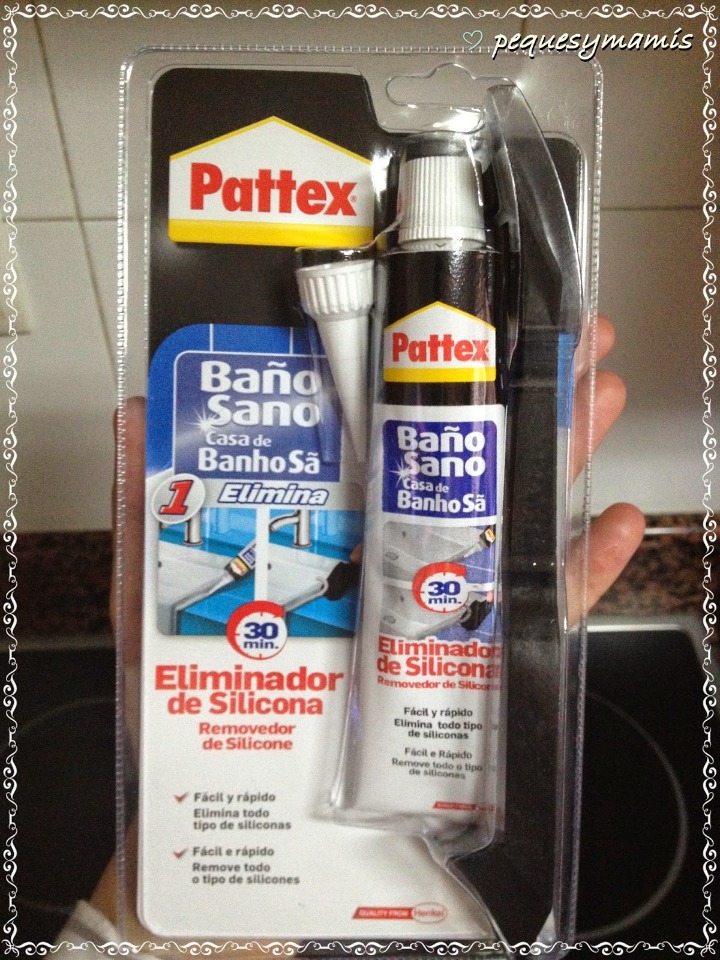 ♡ pequesymamis
Pattex®
Baño
Sano
Casa de
Banho Sã
1 Elimina
30
min.
Eliminador
de Silicona
Removedor
de Silicone
Fácil y rápido
Elimina todo
tipo de siliconas
Fácil e rápido
Remove todo
o tipo de silicones
QUALITY FROM Henkel
Pattex
Baño
Sano
Casa de
Banho Sã
30
min.
Eliminador
de Silicona
Removedor de Silicone
Fácil y rápido
Elimina todo tipo
de siliconas
Fácil e Rápido
Remove todo o tipo
de siliconas
QUALITY FROM